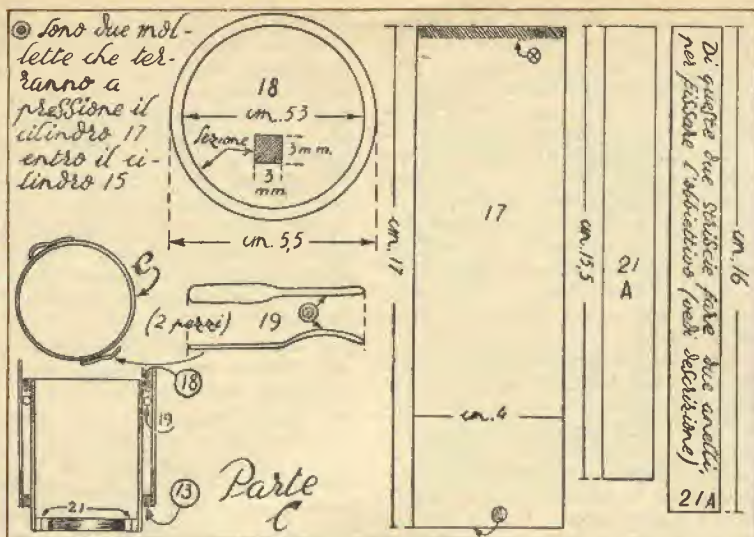 Sono due mol-
lette che ter-
ranno a
pressione il
cilindro 17
entro il ci-
lindro 15
18
cm. 53
Sezione
3 mm.
3
mm.
cm. 5,5
C
(2 pezzi)
19
18
19
13
21
Parte
C
17
cm. 17
cm. 4
cm. 15,5
21
A
Di queste due striscie fare due anelli,
per fissare l'obbiettivo (vedi descrizione)
21A
cm. 16